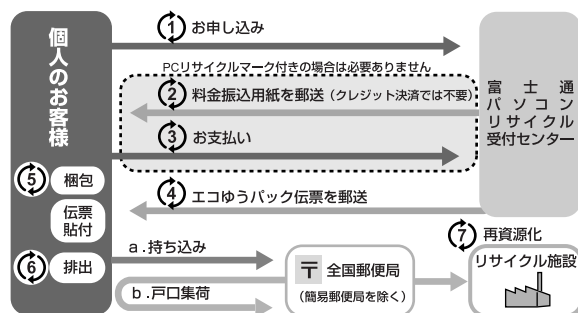 個人のお客様
① お申し込み
PCリサイクルマーク付きの場合は必要ありません
② 料金振込用紙を郵送（クレジット決済では不要）
③ お支払い
富士通
パソコン
リサイクル
受付センター
④ エコゆうパック伝票を郵送
⑤ 梱包
伝票
貼付
⑥ 排出
a.持ち込み
b.戸口集荷
〒 全国郵便局
（簡易郵便局を除く）
⑦ 再資源化
リサイクル施設